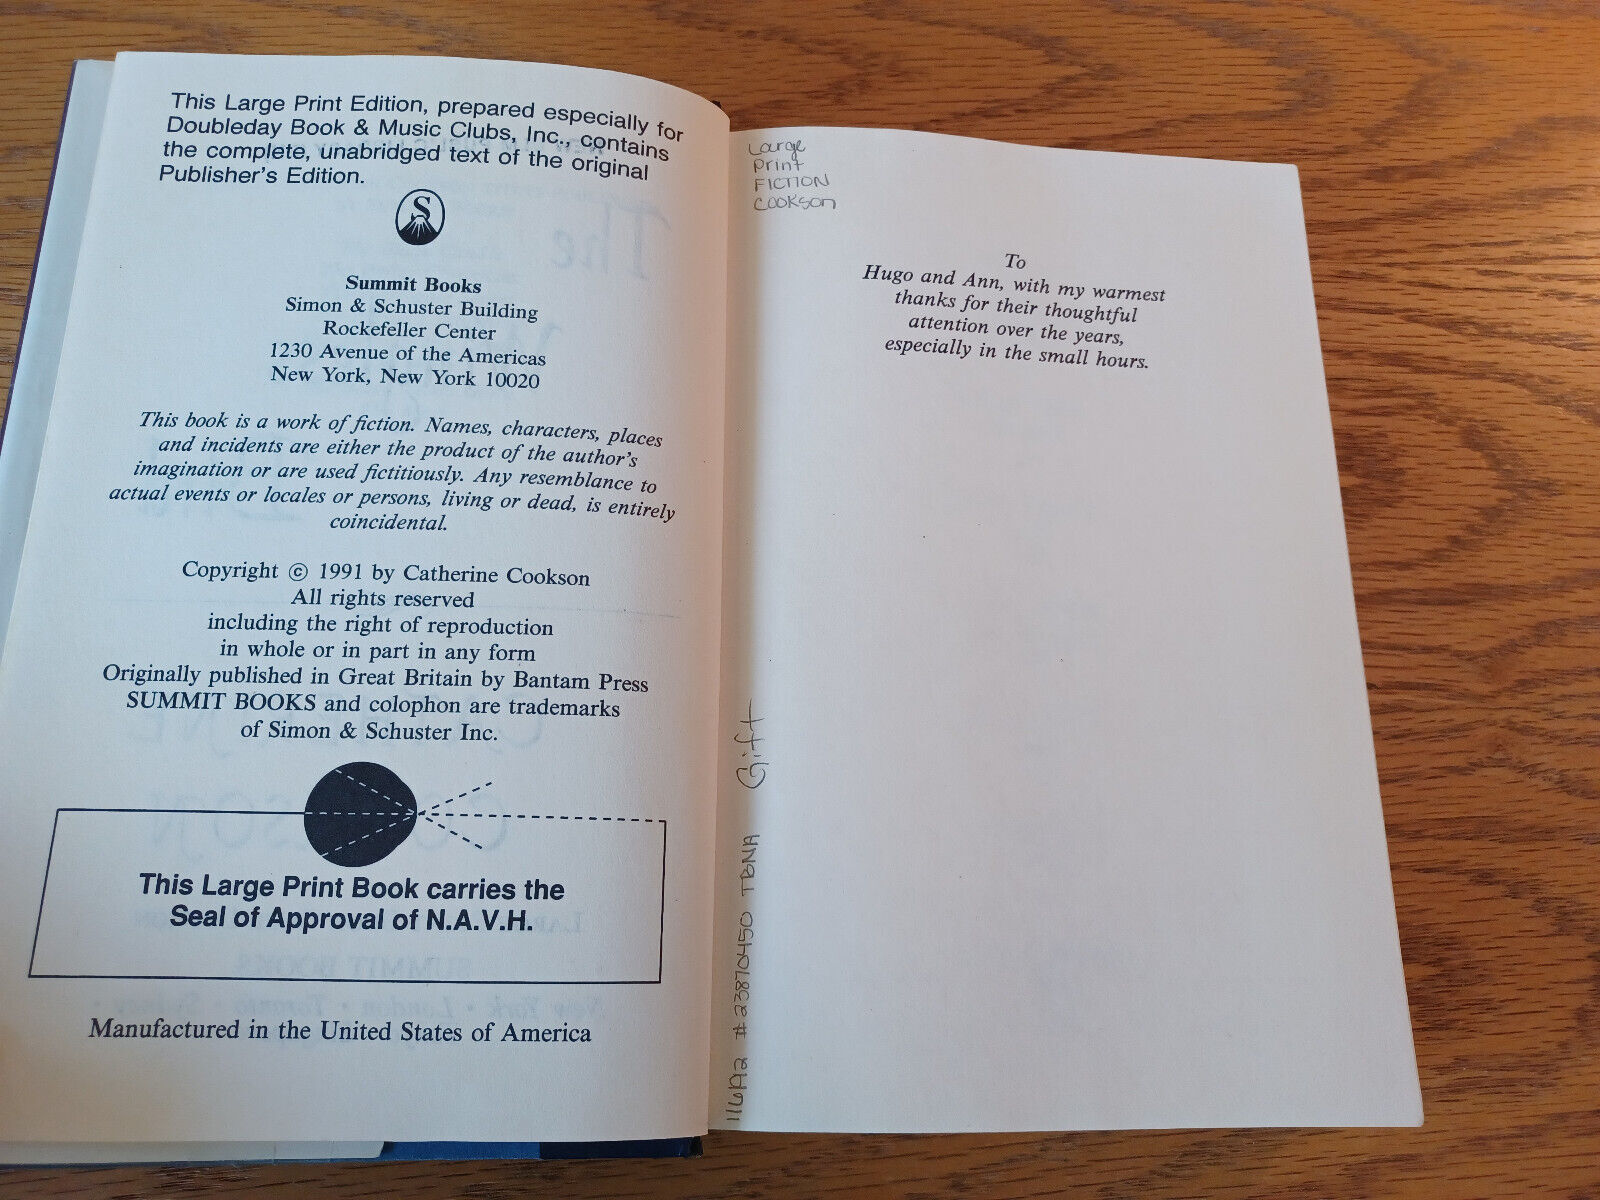 This Large Print Edition, prepared especially for
Doubleday Book & Music Clubs, Inc., contains
the complete, unabridged text of the original
Publisher's Edition.
S
Summit Books
Simon & Schuster Building
Rockefeller Center
1230 Avenue of the Americas
New York, New York 10020
This book is a work of fiction. Names, characters, places
and incidents are either the product of the author's
imagination or are used fictitiously. Any resemblance to
actual events or locales or persons, living or dead, is entirely
coincidental.
Copyright © 1991 by Catherine Cookson
All rights reserved
including the right of reproduction
in whole or in part in any form
Originally published in Great Britain by Bantam Press
SUMMIT BOOKS and colophon are trademarks
of Simon & Schuster Inc.
This Large Print Book carries the
Seal of Approval of N.A.V.H.
Manufactured in the United States of America
Large
Print
FICTION
COOKSON
To
Hugo and Ann, with my warmest
thanks for their thoughtful
attention over the years,
especially in the small hours.
#23870450 TBNA Gift